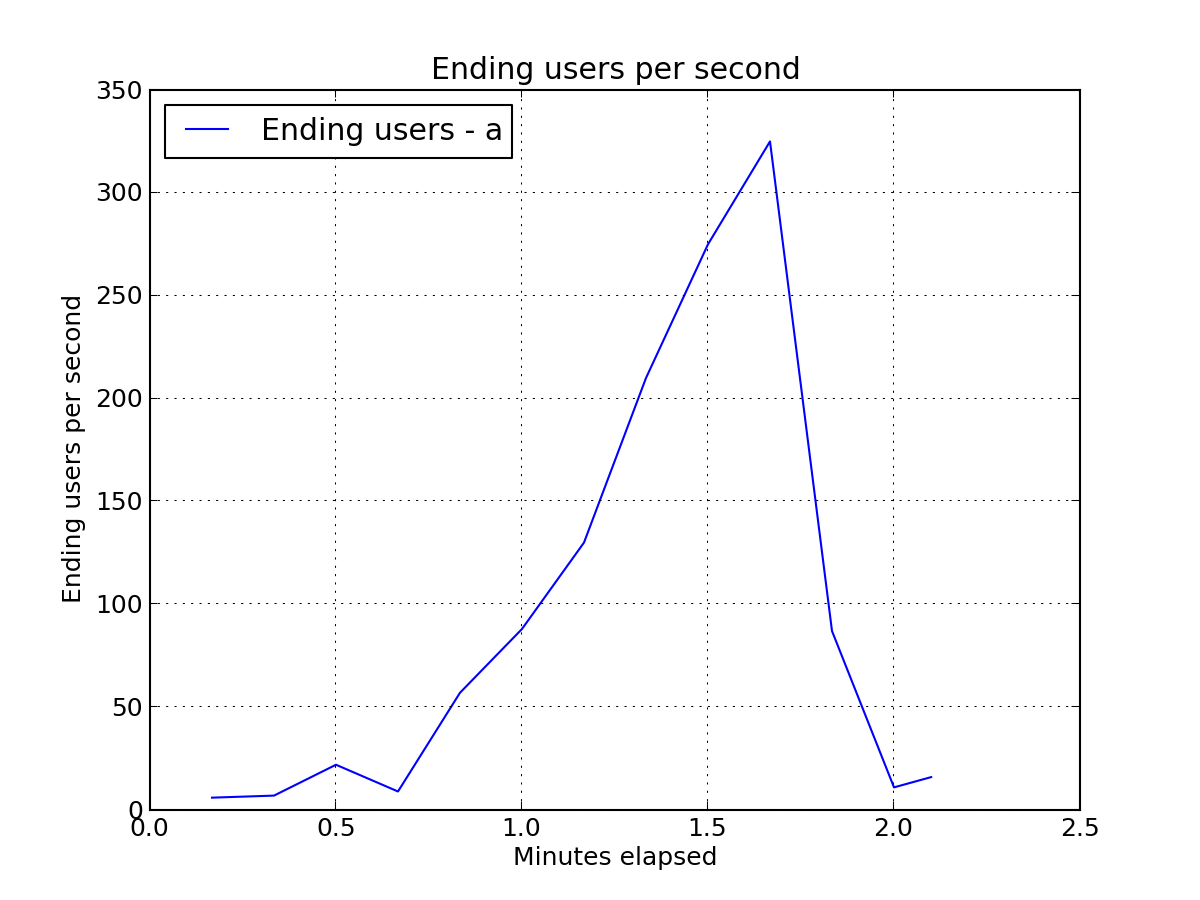 Ending users per second
Ending users - a
350
300
250
200
150
100
50
0
Ending users per second
0.0 0.5 1.0 1.5 2.0 2.5
Minutes elapsed